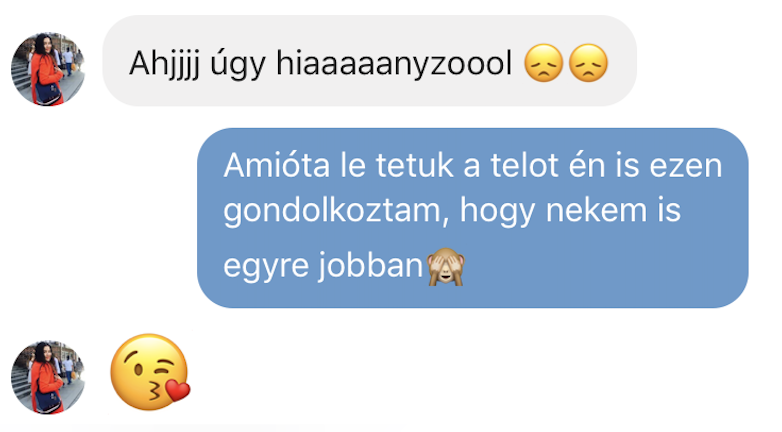 Ahjjjj úgy hiaaaaanyzoool 😞😞
Amióta le tetuk a telot én is ezen
gondolkoztam, hogy nekem is
egyre jobban🙈
😘